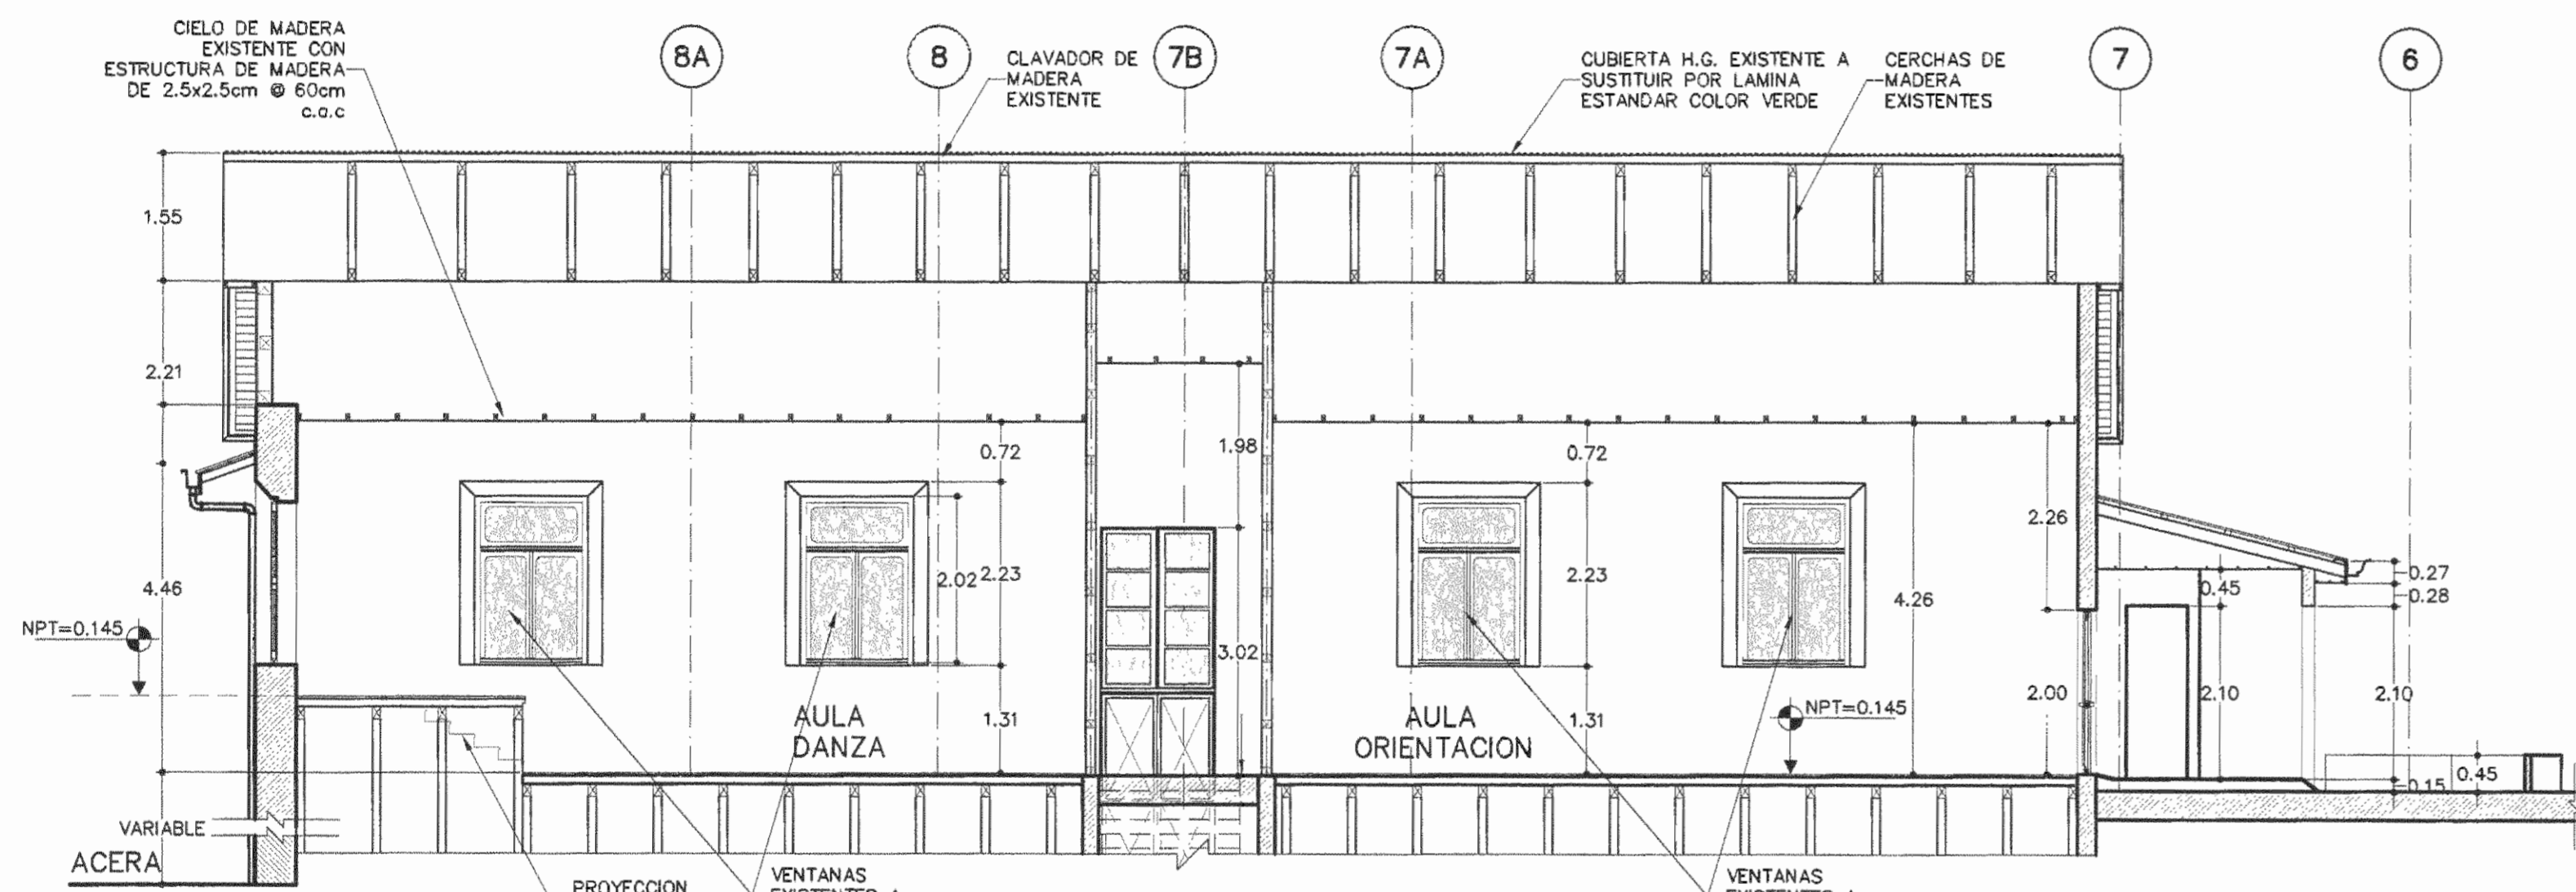 CIELO DE MADERA
EXISTENTE CON
ESTRUCTURA DE MADERA
DE 2.5x2.5cm @ 60cm
c.a.c
8A
8
CLAVADOR DE
MADERA
EXISTENTE
7B
7A
CUBIERTA H.G. EXISTENTE A
SUSTITUIR POR LAMINA
ESTANDAR COLOR VERDE
CERCHAS DE
MADERA
EXISTENTES
7
6
1.55
2.21
4.46
NPT=0.145
VARIABLE
ACERA
0.72
2.02
2.23
1.31
AULA
DANZA
1.98
3.02
0.72
2.23
1.31
AULA
ORIENTACION
NPT=0.145
4.26
2.26
2.00
0.45
2.10
0.27
0.28
2.10
0.15
0.45
PROYECCION
VENTANAS
EXISTENTES A
VENTANAS
EXISTENTES A